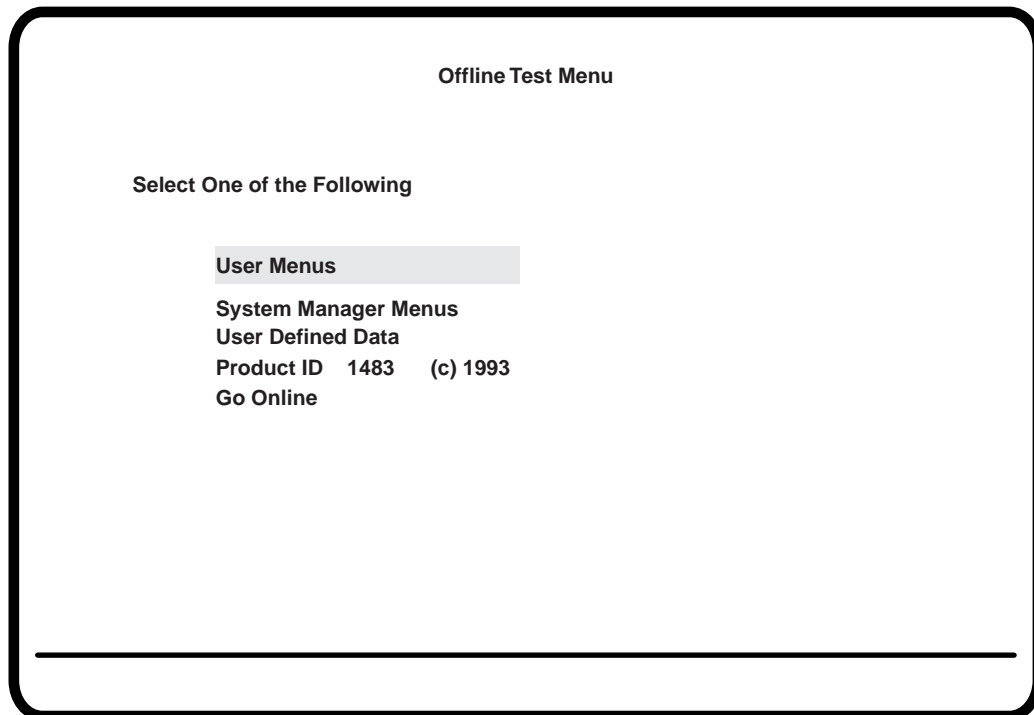 Offline Test Menu
Select One of the Following
User Menus
System Manager Menus
User Defined Data
Product ID 1483 (c) 1993
Go Online